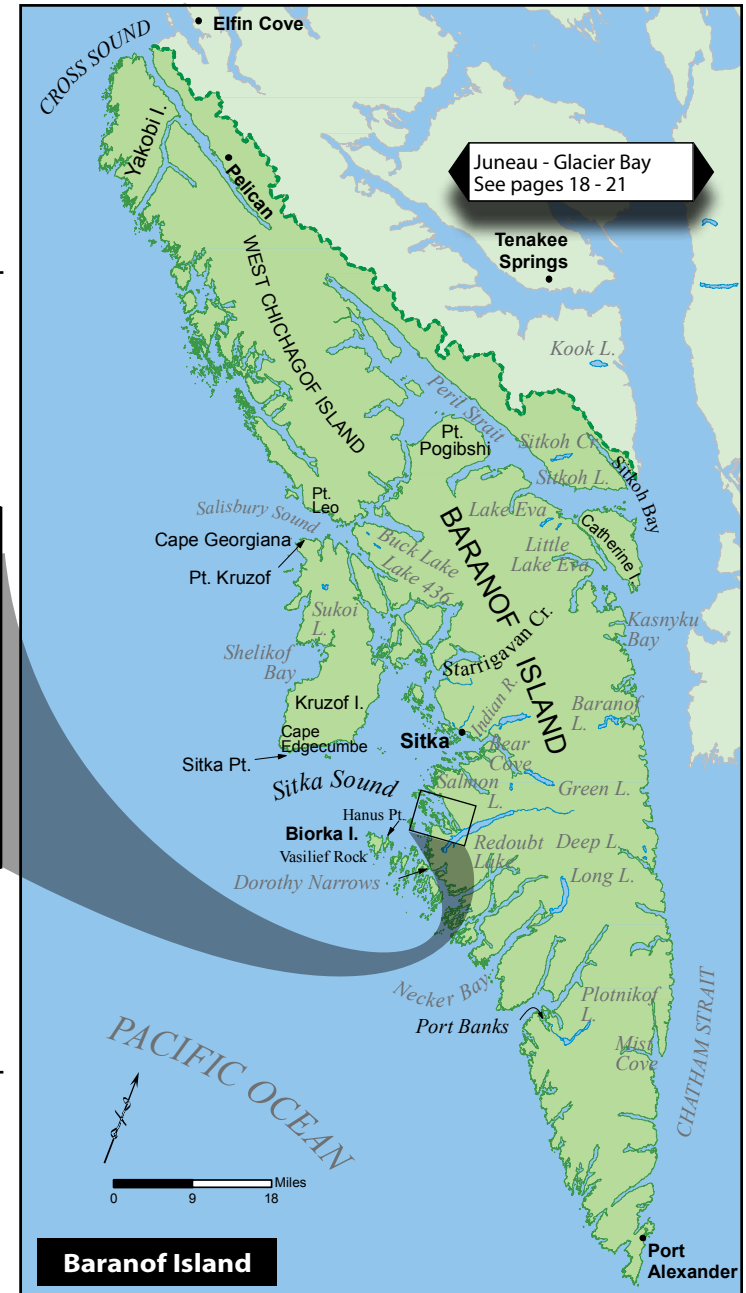 Elfin Cove
CROSS SOUND
Yakobi I.
Pelican
Juneau - Glacier Bay
See pages 18 - 21
Tenakee
Springs
WEST CHICHAGOF ISLAND
Kook L.
Peril Strait
Pt.
Pogibshi
Sitkoh Cr.
Sitkoh Bay
Sitkoh L.
Pt.
Leo
Salisbury Sound
Lake Eva
Cape Georgiana
BARANOF ISLAND
Catherine I.
Buck Lake
Little
Lake Eva
Pt. Kruzof
Lake 436
Sukoi
L.
Kasnyku
Bay
Starrigavan Cr.
Shelikof
Bay
Indian R.
Kruzof I.
Baranof
L.
Cape
Edgecumbe
Sitka
Bear
Cove
Sitka Pt.
Sitka Sound
Salmon
L.
Green L.
Hanus Pt.
Biorka I.
Vasilief Rock
Redoubt
Lake
Deep L.
Dorothy Narrows
Long L.
Necker Bay
Plotnikof
L.
Port Banks
CHATHAM STRAIT
PACIFIC OCEAN
Mist
Cove
Miles
0 9 18
Port
Alexander
Baranof Island